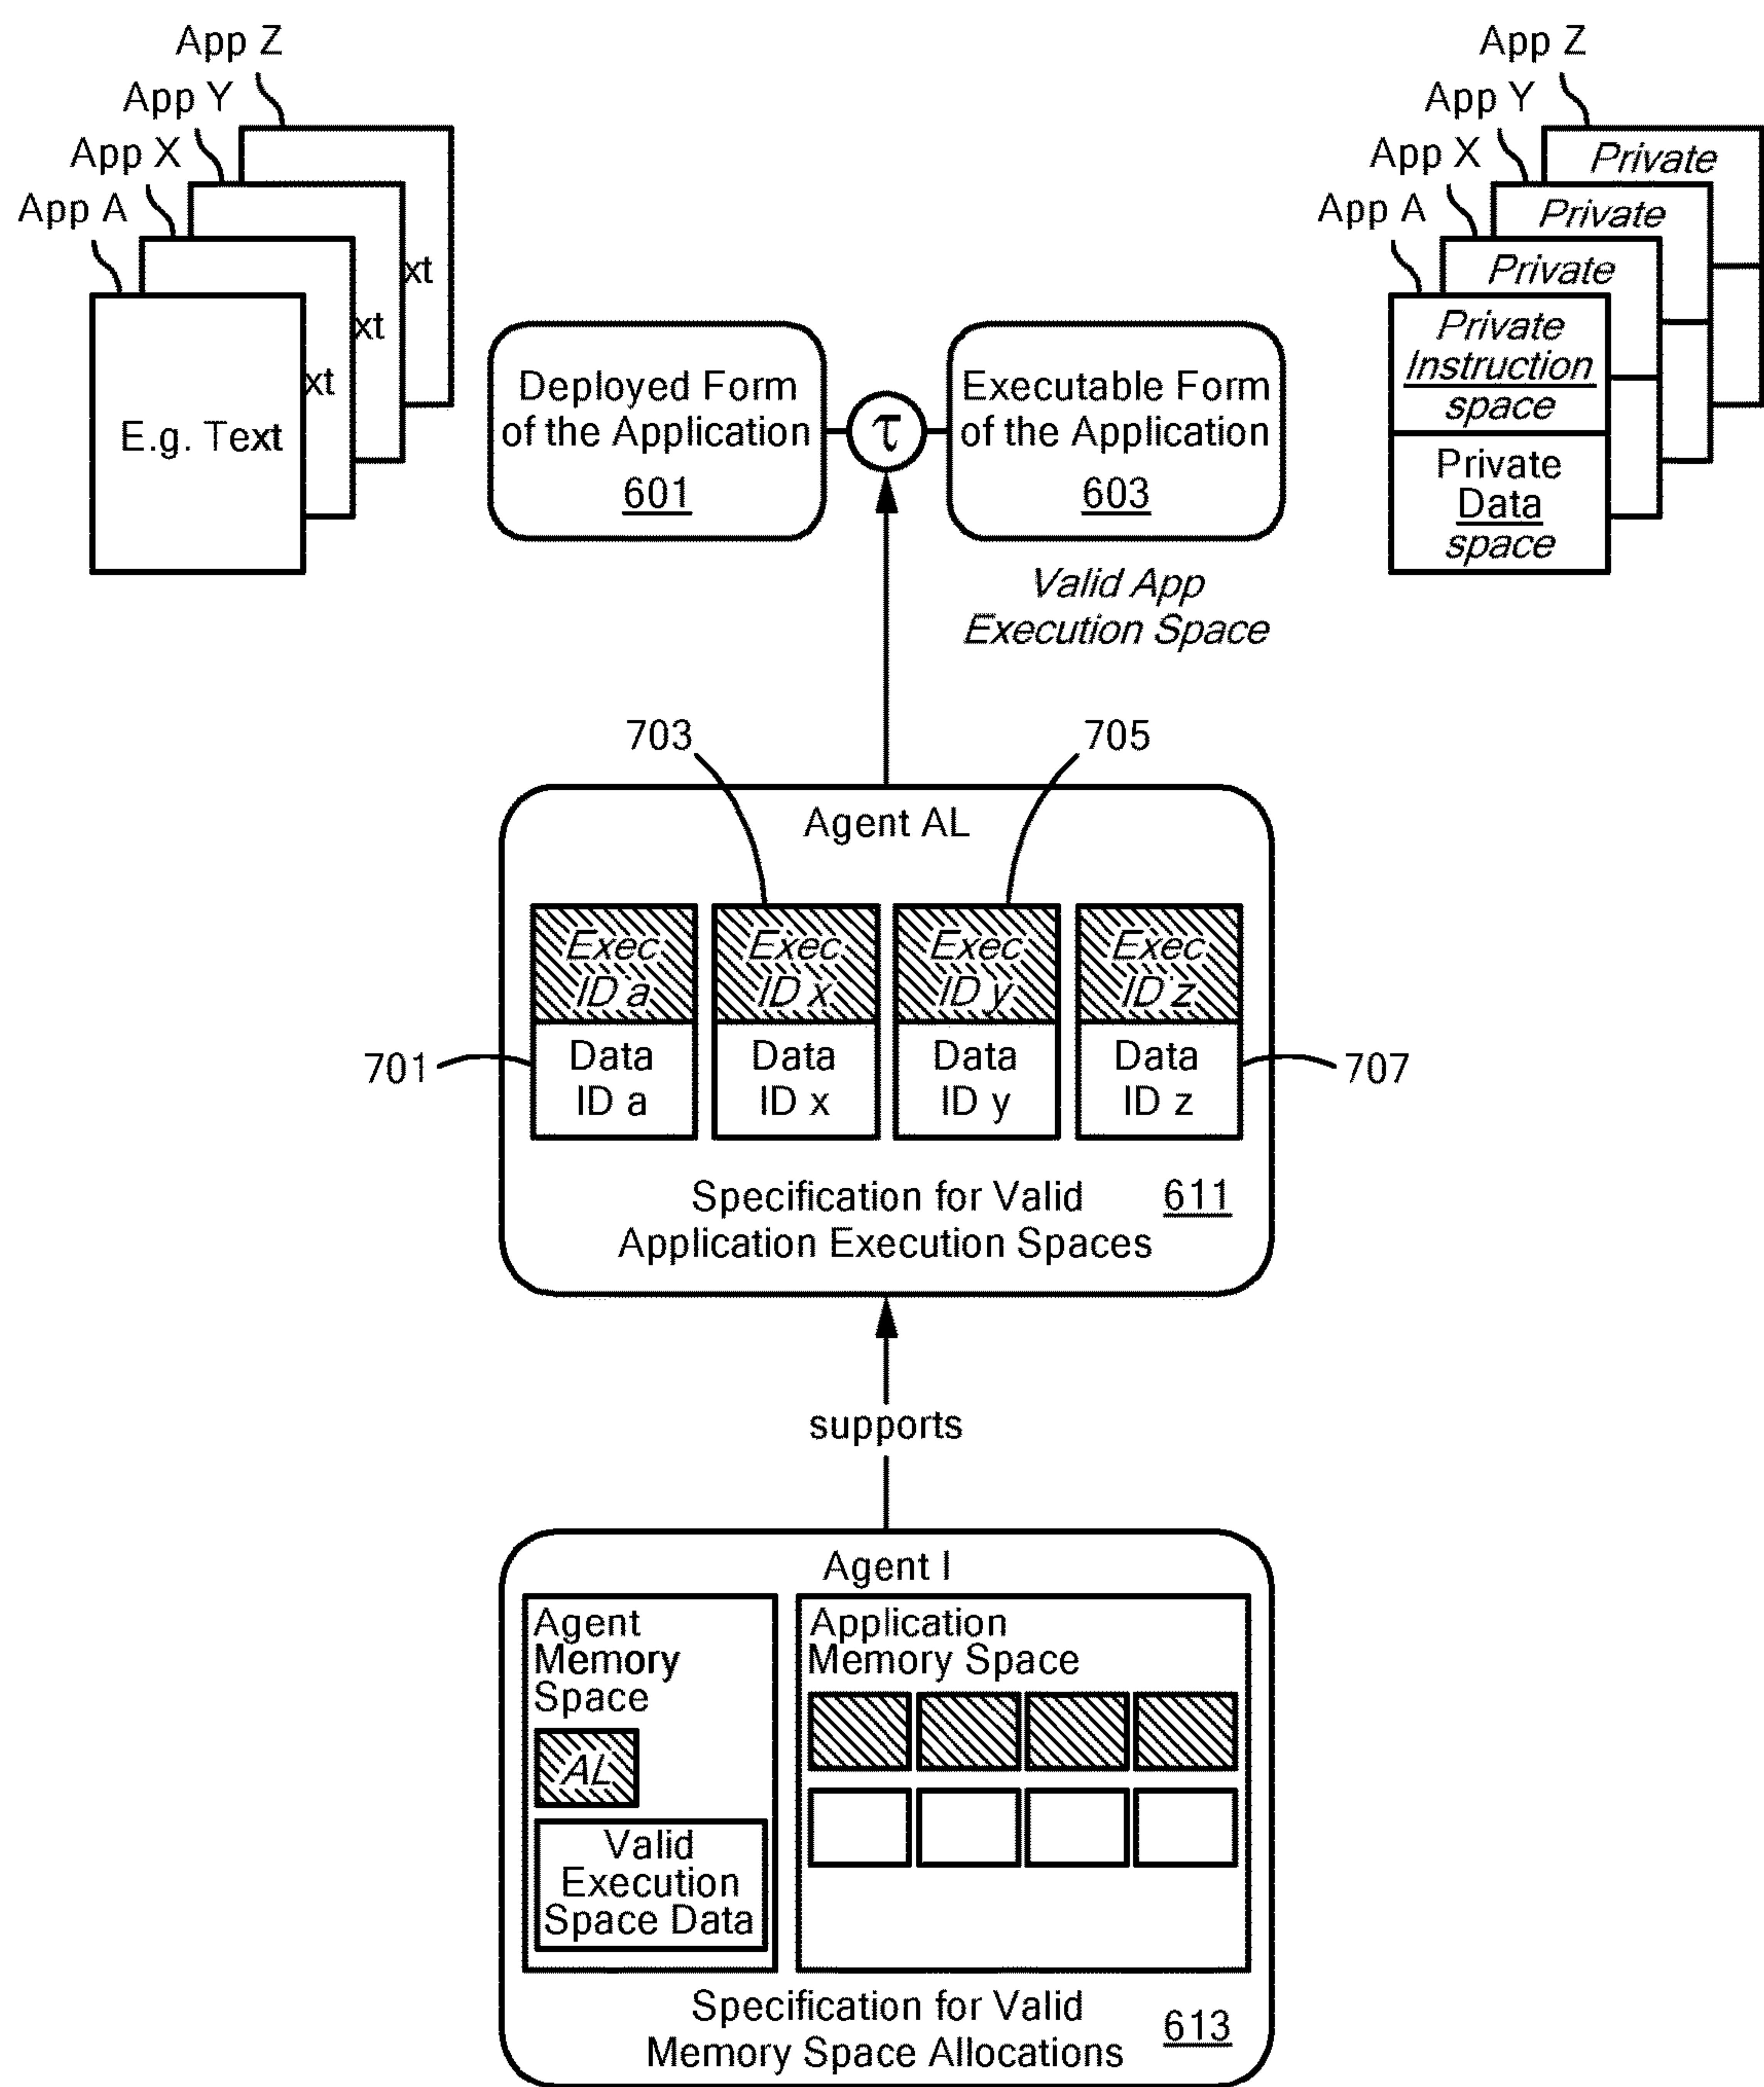 App Z
App Y
App X
App A
xt
xt
xt
E.g. Text
Deployed Form
of the Application
601
τ
Executable Form
of the Application
603
Valid App
Execution Space
App Z
App Y
App X
App A
Private
Private
Private
Private
Instruction
space
Private
Data
space
703
705
Agent AL
Exec
ID a
Exec
ID x
Exec
ID y
Exec
ID z
701
Data
ID a
Data
ID x
Data
ID y
Data
ID z
707
Specification for Valid
Application Execution Spaces
611
supports
Agent I
Agent
Memory
Space
AL
Valid
Execution
Space Data
Application
Memory Space
Specification for Valid
Memory Space Allocations
613